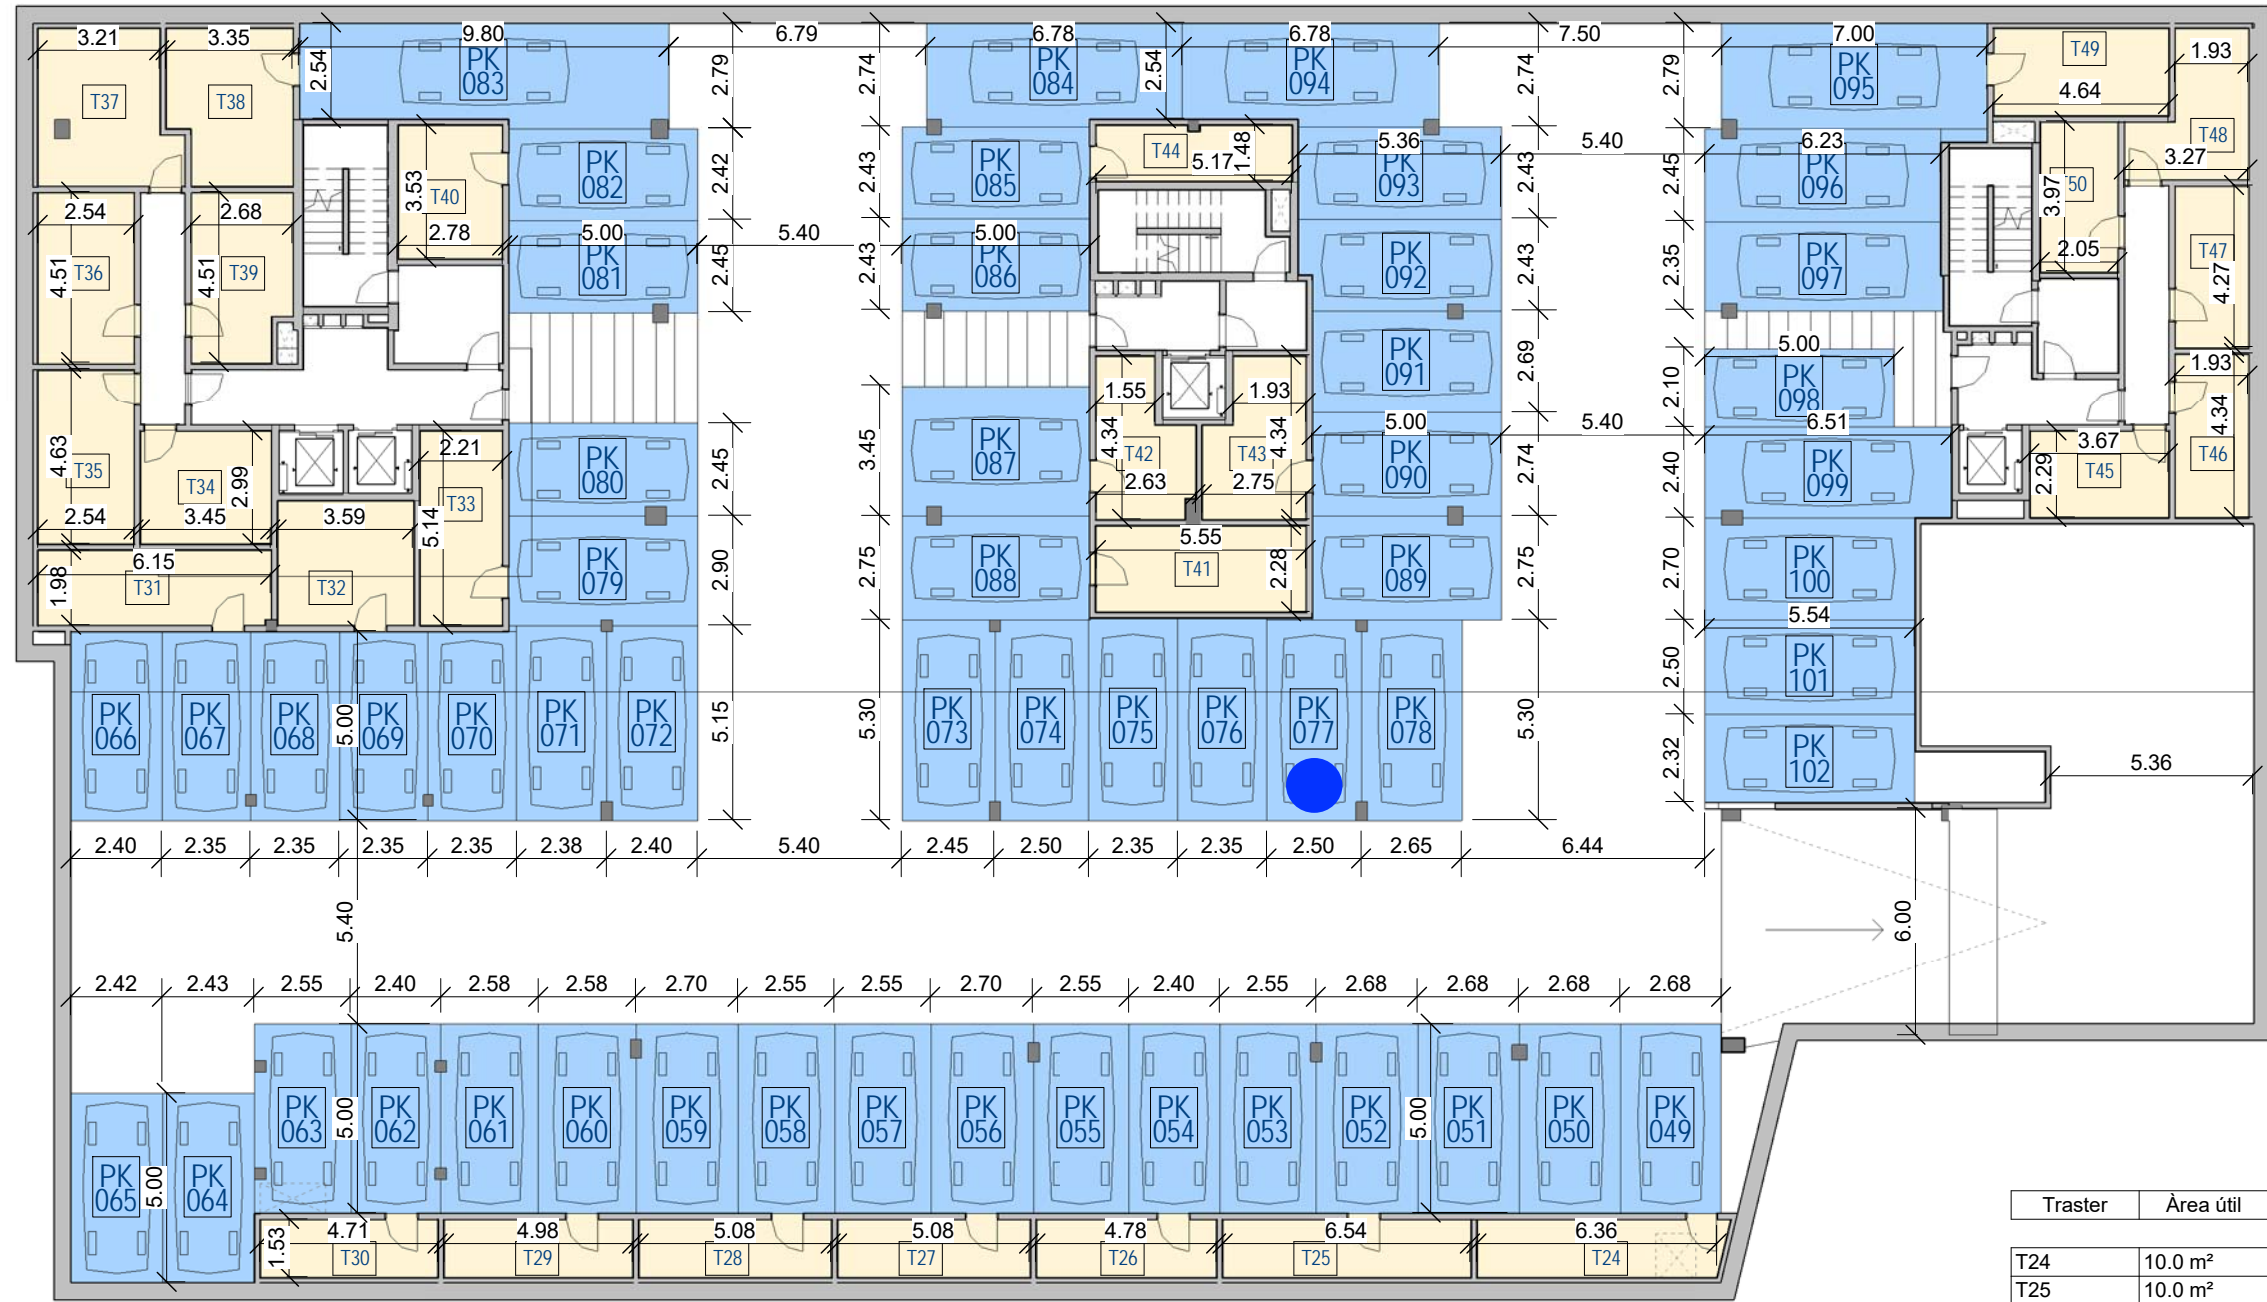 3.21
3.35
9.80
6.79
6.78
6.78
7.50
7.00
T49
1.93
T37
T38
2.54
PK
083
2.79
2.74
PK
084
2.54
PK
094
2.74
2.79
PK
095
4.64
T48
3.27
3.53
T40
2.78
PK
082
2.42
2.43
PK
085
T44
5.17
1.48
5.36
PK
093
5.40
2.43
2.45
6.23
PK
096
3.97
T50
2.05
2.54
2.68
T36
4.51
T39
4.51
5.00
PK
081
2.45
5.40
2.43
5.00
PK
086
PK
092
2.43
2.35
PK
097
T47
4.27
PK
091
2.69
5.00
PK
098
2.10
1.93
4.34
T46
1.55
1.93
4.34
T42
2.63
T43
4.34
2.75
5.00
PK
090
5.40
2.74
2.40
6.51
PK
099
3.67
2.29
T45
4.63
T35
2.54
T34
2.99
3.45
3.59
2.21
T33
5.14
PK
080
2.45
3.45
PK
087
6.15
1.98
T31
T32
PK
079
2.90
2.75
PK
088
5.55
T41
2.28
PK
089
2.75
2.70
PK
100
5.54
PK
066
PK
067
PK
068
5.00
PK
069
PK
070
PK
071
PK
072
5.15
5.30
PK
073
PK
074
PK
075
PK
076
PK
077
PK
078
5.30
2.50
PK
101
2.32
PK
102
5.36
2.40
2.35
2.35
2.35
2.35
2.38
2.40
5.40
2.45
2.50
2.35
2.35
2.50
2.65
6.44
5.40
6.00
2.42
2.43
2.55
2.40
2.58
2.58
2.70
2.55
2.55
2.70
2.55
2.40
2.55
2.68
2.68
2.68
2.68
PK
065
5.00
PK
064
PK
063
5.00
PK
062
PK
061
PK
060
PK
059
PK
058
PK
057
PK
056
PK
055
PK
054
PK
053
PK
052
5.00
PK
051
PK
050
PK
049
1.53
4.71
T30
4.98
T29
5.08
T28
5.08
T27
4.78
T26
6.54
T25
6.36
T24
Traster Àrea útil
T24 10.0 m²
T25 10.0 m²